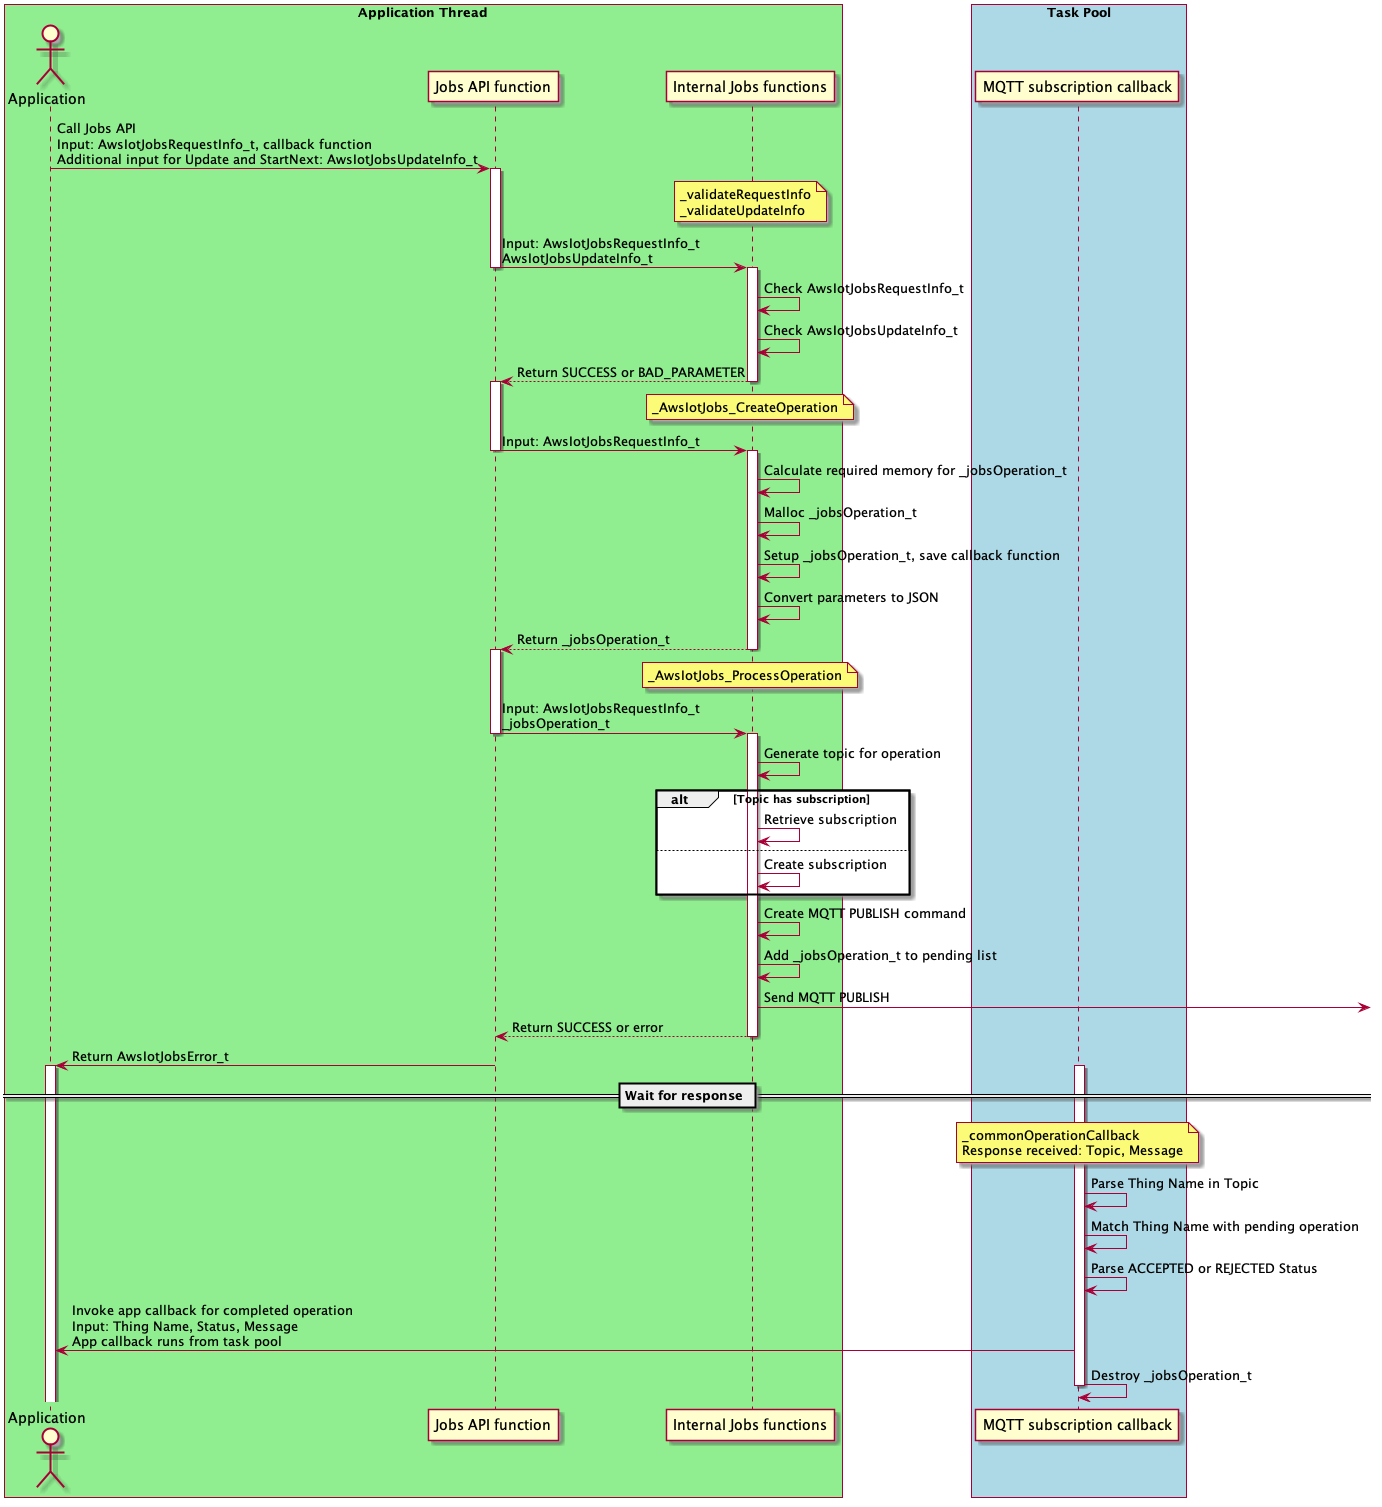 Application Thread
Task Pool
Application
Jobs API function
Internal Jobs functions
MQTT subscription callback
Call Jobs API
Input: AwsIotJobsRequestInfo_t, callback function
Additional input for Update and StartNext: AwsIotJobsUpdateInfo_t
_validateRequestInfo
_validateUpdateInfo
Input: AwsIotJobsRequestInfo_t
AwsIotJobsUpdateInfo_t
Check AwsIotJobsRequestInfo_t
Check AwsIotJobsUpdateInfo_t
Return SUCCESS or BAD_PARAMETER
_AwsIotJobs_CreateOperation
Input: AwsIotJobsRequestInfo_t
Calculate required memory for _jobsOperation_t
Malloc _jobsOperation_t
Setup _jobsOperation_t, save callback function
Convert parameters to JSON
Return _jobsOperation_t
_AwsIotJobs_ProcessOperation
Input: AwsIotJobsRequestInfo_t
_jobsOperation_t
Generate topic for operation
alt
[Topic has subscription]
Retrieve subscription
Create subscription
Create MQTT PUBLISH command
Add _jobsOperation_t to pending list
Send MQTT PUBLISH
Return SUCCESS or error
Return AwsIotJobsError_t
Wait for response
_commonOperationCallback
Response received: Topic, Message
Parse Thing Name in Topic
Match Thing Name with pending operation
Parse ACCEPTED or REJECTED Status
Invoke app callback for completed operation
Input: Thing Name, Status, Message
App callback runs from task pool
Destroy _jobsOperation_t
Application
Jobs API function
Internal Jobs functions
MQTT subscription callback